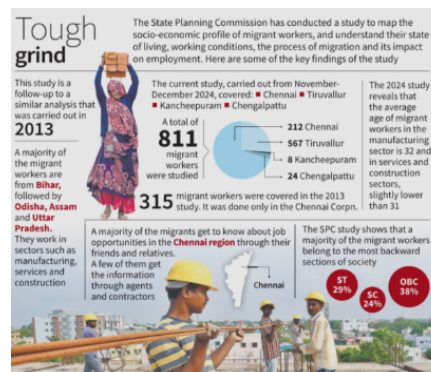 Tough
grind
The State Planning Commission has conducted a study to map the
socio-economic profile of migrant workers, and understand their state
of living, working conditions, the process of migration and its impact
on employment. Here are some of the key findings of the study
This study is a
follow-up to a
similar analysis that
was carried out in
2013
A majority of
the migrant
workers are
from Bihar,
followed by
Odisha, Assam
and Uttar
Pradesh.
They work in
sectors such as
manufacturing,
services and
construction
The current study, carried out from November-
December 2024, covered: ■ Chennai ■ Tiruvallur
■ Kancheepuram ■ Chengalpattu
A total of
811
migrant
workers
were studied
212 Chennai
567 Tiruvallur
8 Kancheepuram
24 Chengalpattu
315 migrant workers were covered in the 2013
study. It was done only in the Chennai Corpn.
The 2024 study
reveals that
the average
age of migrant
workers in the
manufacturing
sector is 32 and
in services and
construction
sectors,
slightly lower
than 31
A majority of the migrants get to know about job
opportunities in the Chennai region through their
friends and relatives.
A few of them get
the information
through agents
and contractors
Chennai
The SPC study shows that a
majority of the migrant workers
belong to the most backward
sections of society
ST
29%
SC
24%
OBC
38%